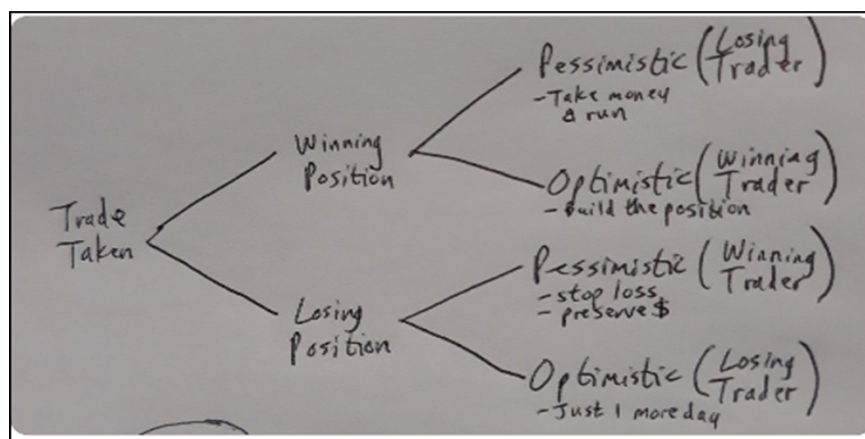 Trade
Taken
Winning
Position
Losing
Position
Pessimistic (Losing Trader)
- Take money
& run
Optimistic (Winning Trader)
- Build the position
Pessimistic (Winning Trader)
- stop loss
- preserve $
Optimistic (Losing Trader)
- Just 1 more day